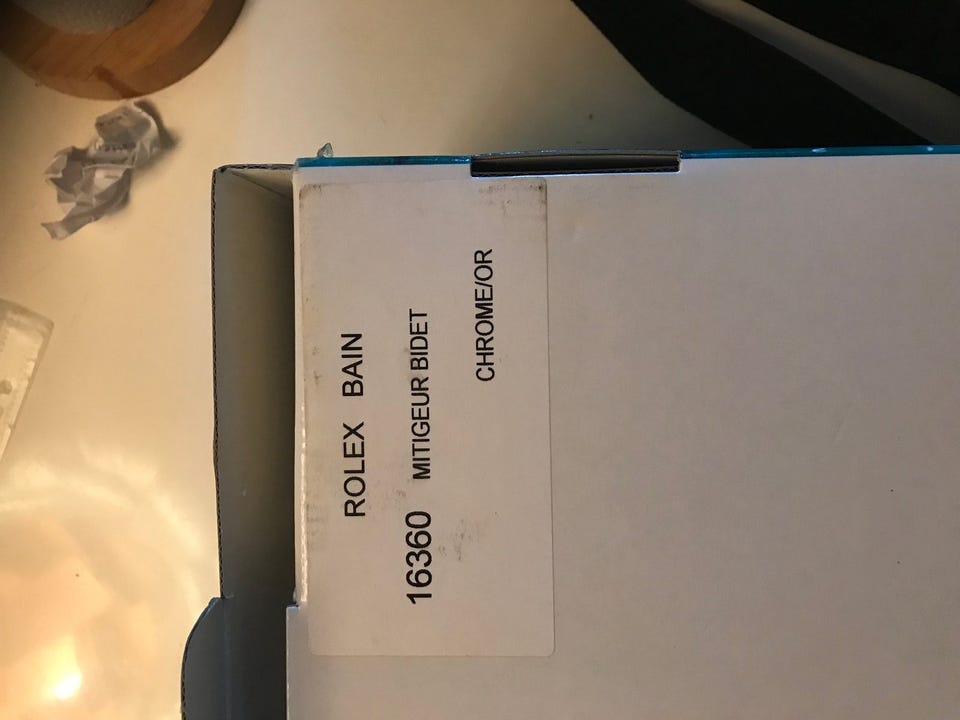 ROLEX BAIN
16360 MITIGEUR BIDET
CHROME/OR